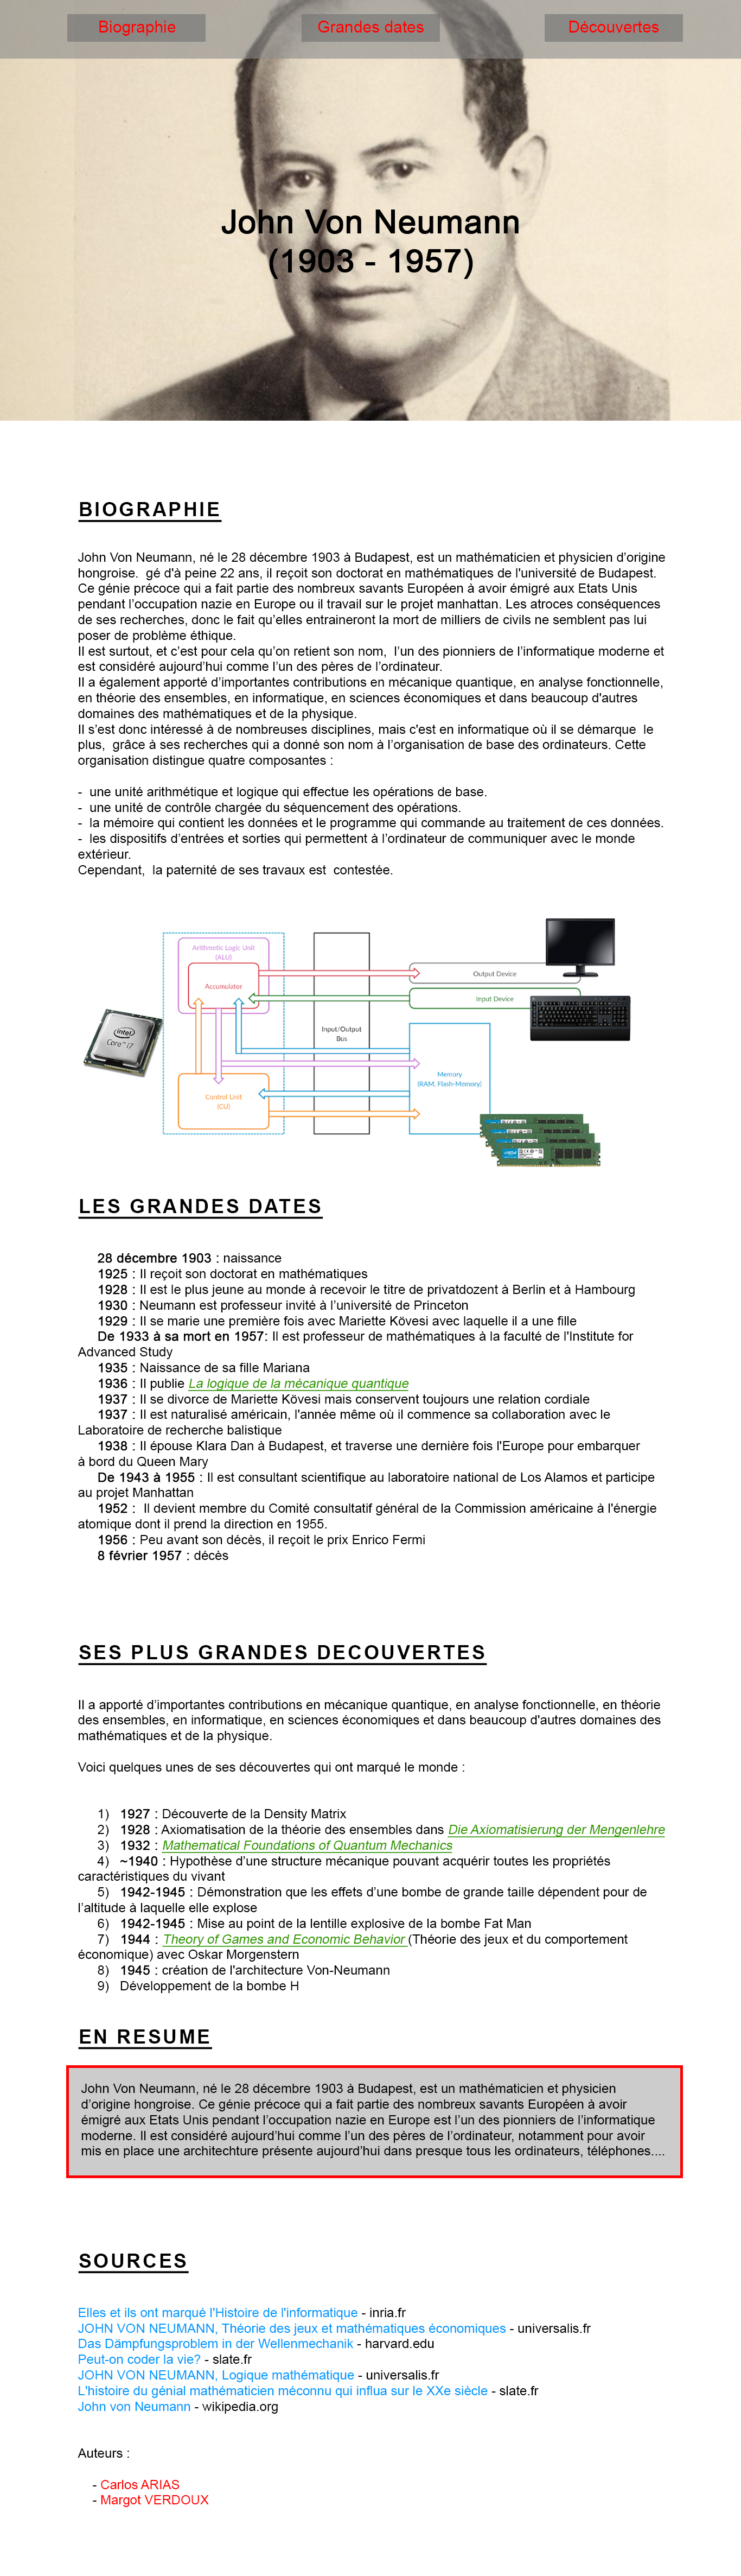 Biographie
Grandes dates
Découvertes
John Von Neumann
(1903 - 1957)
BIOGRAPHIE
John Von Neumann, né le 28 décembre 1903 à Budapest, est un mathématicien et physicien d’origine
hongroise.  gé d'à peine 22 ans, il reçoit son doctorat en mathématiques de l'université de Budapest.
Ce génie précoce qui a fait partie des nombreux savants Européen à avoir émigré aux Etats Unis
pendant l’occupation nazie en Europe ou il travail sur le projet manhattan. Les atroces conséquences
de ses recherches, donc le fait qu’elles entraineront la mort de milliers de civils ne semblent pas lui
poser de problème éthique.
Il est surtout, et c’est pour cela qu’on retient son nom,  l’un des pionniers de l’informatique moderne et
est considéré aujourd’hui comme l’un des pères de l’ordinateur.
Il a également apporté d’importantes contributions en mécanique quantique, en analyse fonctionnelle,
en théorie des ensembles, en informatique, en sciences économiques et dans beaucoup d'autres
domaines des mathématiques et de la physique.
Il s’est donc intéressé à de nombreuses disciplines, mais c'est en informatique où il se démarque  le
plus,  grâce à ses recherches qui a donné son nom à l’organisation de base des ordinateurs. Cette
organisation distingue quatre composantes :
-  une unité arithmétique et logique qui effectue les opérations de base.
-  une unité de contrôle chargée du séquencement des opérations.
-  la mémoire qui contient les données et le programme qui commande au traitement de ces données.
-  les dispositifs d’entrées et sorties qui permettent à l’ordinateur de communiquer avec le monde
extérieur.
Cependant,  la paternité de ses travaux est  contestée.
Arithmetic Logic Unit
(ALU)
Accumulator
Output Device
Input Device
intel
Core™ i7
Input/Output
Bus
Memory
(RAM, Flash-Memory)
Control Unit
(CU)
LES GRANDES DATES
28 décembre 1903 : naissance
1925 : Il reçoit son doctorat en mathématiques
1928 : Il est le plus jeune au monde à recevoir le titre de privatdozent à Berlin et à Hambourg
1930 : Neumann est professeur invité à l’université de Princeton
1929 : Il se marie une première fois avec Mariette Kövesi avec laquelle il a une fille
De 1933 à sa mort en 1957: Il est professeur de mathématiques à la faculté de l'Institute for
Advanced Study
1935 : Naissance de sa fille Mariana
1936 : Il publie La logique de la mécanique quantique
1937 : Il se divorce de Mariette Kövesi mais conservent toujours une relation cordiale
1937 : Il est naturalisé américain, l'année même où il commence sa collaboration avec le
Laboratoire de recherche balistique
1938 : Il épouse Klara Dan à Budapest, et traverse une dernière fois l'Europe pour embarquer
à bord du Queen Mary
De 1943 à 1955 : Il est consultant scientifique au laboratoire national de Los Alamos et participe
au projet Manhattan
1952 :  Il devient membre du Comité consultatif général de la Commission américaine à l'énergie
atomique dont il prend la direction en 1955.
1956 : Peu avant son décès, il reçoit le prix Enrico Fermi
8 février 1957 : décès
SES PLUS GRANDES DECOUVERTES
Il a apporté d’importantes contributions en mécanique quantique, en analyse fonctionnelle, en théorie
des ensembles, en informatique, en sciences économiques et dans beaucoup d'autres domaines des
mathématiques et de la physique.
Voici quelques unes de ses découvertes qui ont marqué le monde :
1)   1927 : Découverte de la Density Matrix
2)   1928 : Axiomatisation de la théorie des ensembles dans Die Axiomatisierung der Mengenlehre
3)   1932 : Mathematical Foundations of Quantum Mechanics
4)   ~1940 : Hypothèse d’une structure mécanique pouvant acquérir toutes les propriétés
caractéristiques du vivant
5)   1942-1945 : Démonstration que les effets d’une bombe de grande taille dépendent pour de
l’altitude à laquelle elle explose
6)   1942-1945 : Mise au point de la lentille explosive de la bombe Fat Man
7)   1944 : Theory of Games and Economic Behavior (Théorie des jeux et du comportement
économique) avec Oskar Morgenstern
8)   1945 : création de l'architecture Von-Neumann
9)   Développement de la bombe H
EN RESUME
John Von Neumann, né le 28 décembre 1903 à Budapest, est un mathématicien et physicien
d’origine hongroise. Ce génie précoce qui a fait partie des nombreux savants Européen à avoir
émigré aux Etats Unis pendant l’occupation nazie en Europe est l’un des pionniers de l’informatique
moderne. Il est considéré aujourd’hui comme l’un des pères de l’ordinateur, notamment pour avoir
mis en place une architechture présente aujourd’hui dans presque tous les ordinateurs, téléphones....
SOURCES
Elles et ils ont marqué l'Histoire de l'informatique - inria.fr
JOHN VON NEUMANN, Théorie des jeux et mathématiques économiques - universalis.fr
Das Dämpfungsproblem in der Wellenmechanik - harvard.edu
Peut-on coder la vie? - slate.fr
JOHN VON NEUMANN, Logique mathématique - universalis.fr
L'histoire du génial mathématicien méconnu qui influa sur le XXe siècle - slate.fr
John von Neumann - wikipedia.org
Auteurs :
- Carlos ARIAS
- Margot VERDOUX